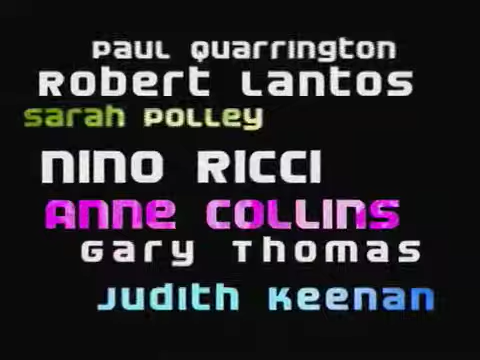 Paul Quarrington
Robert Lantos
Sarah Polley
Nino Ricci
Anne Collins
Gary Thomas
Judith Keenan